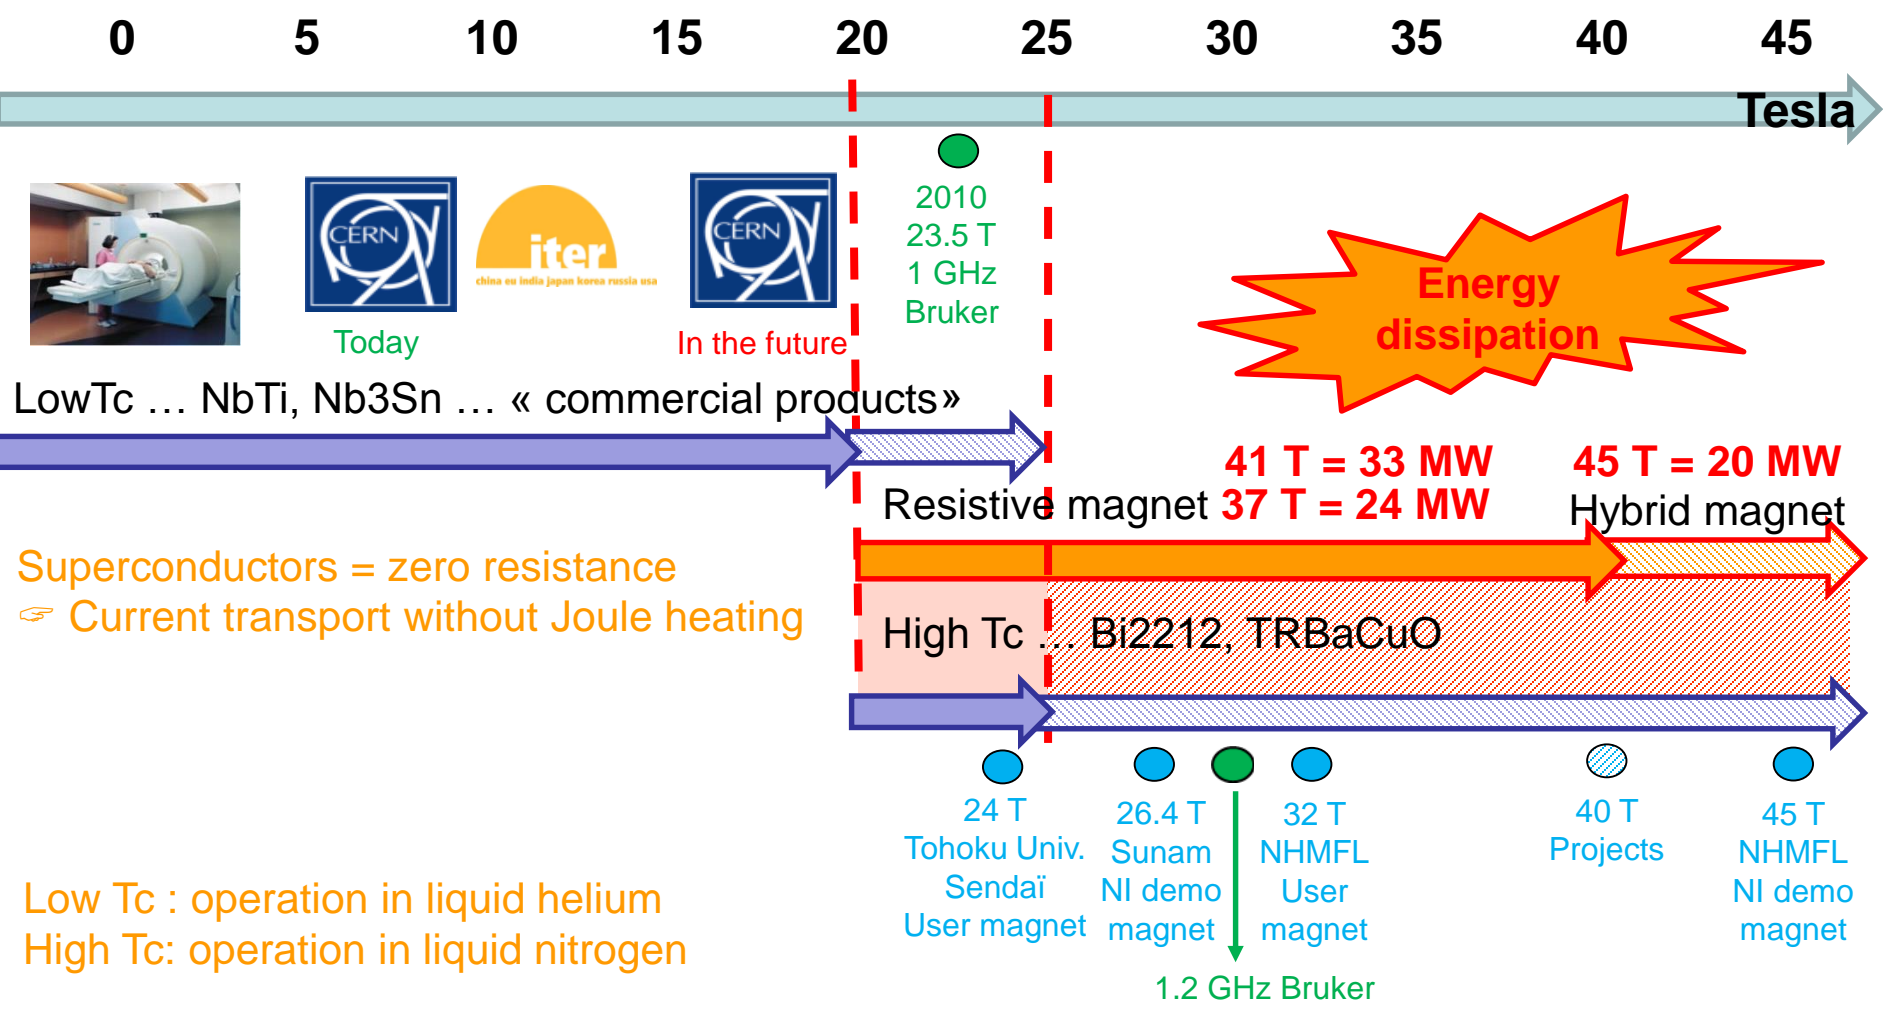 0 5 10 15 20 25 30 35 40 45
Tesla
CERN
iter
china eu india japan korea russia usa
CERN
Today
In the future
2010
23.5 T
1 GHz
Bruker
Energy
dissipation
LowTc … NbTi, Nb3Sn … « commercial products»
41 T = 33 MW
Resistive magnet 37 T = 24 MW
45 T = 20 MW
Hybrid magnet
Superconductors = zero resistance
☞ Current transport without Joule heating
High Tc … Bi2212, TRBaCuO
24 T
Tohoku Univ.
Sendaï
User magnet
26.4 T
Sunam
NI demo
magnet
1.2 GHz Bruker
32 T
NHMFL
User
magnet
40 T
Projects
45 T
NHMFL
NI demo
magnet
Low Tc : operation in liquid helium
High Tc: operation in liquid nitrogen